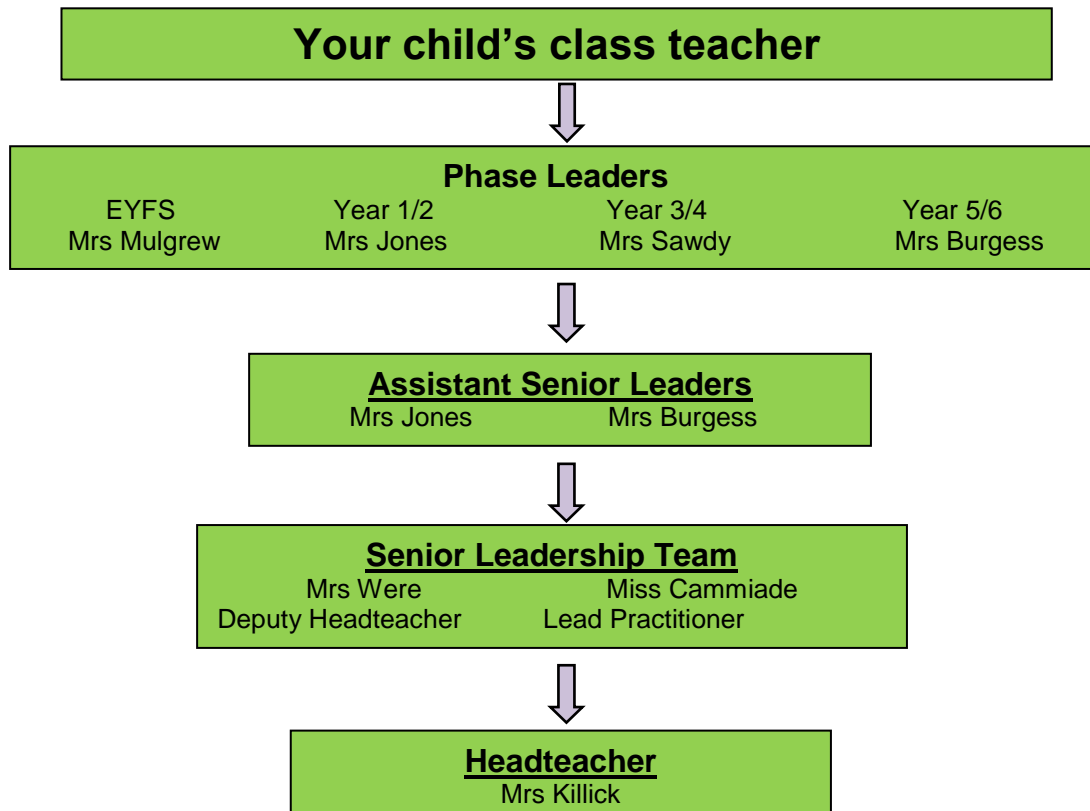 Your child’s class teacher
Phase Leaders
EYFS Year 1/2 Year 3/4 Year 5/6
Mrs Mulgrew Mrs Jones Mrs Sawdy Mrs Burgess
Assistant Senior Leaders
Mrs Jones Mrs Burgess
Senior Leadership Team
Mrs Were Miss Cammiade
Deputy Headteacher Lead Practitioner
Headteacher
Mrs Killick